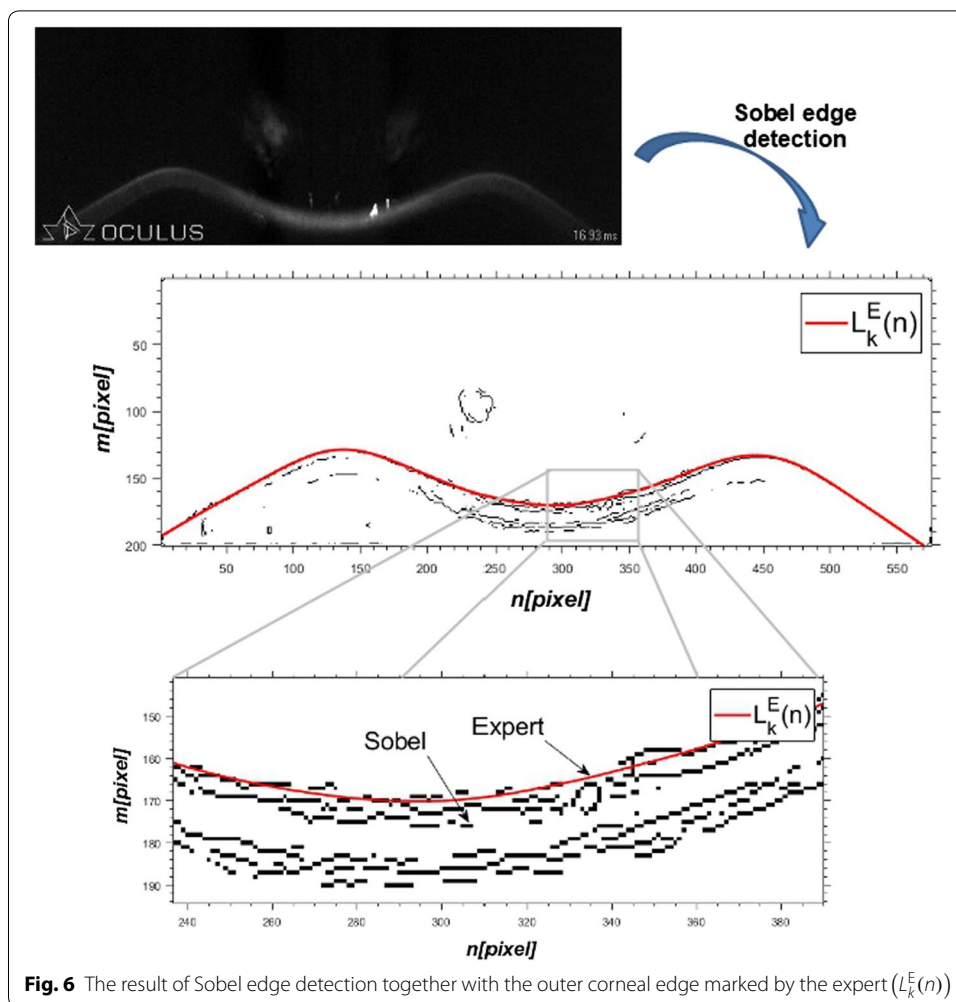 Sobel edge
detection
OCULUS
16.93 ms
L_k^E(n)
m[pixel]
50
100
150
200
50 100 150 200 250 300 350 400 450 500 550
n[pixel]
L_k^E(n)
Expert
Sobel
m[pixel]
150
160
170
180
190
240 260 280 300 320 340 360 380
n[pixel]
Fig. 6 The result of Sobel edge detection together with the outer corneal edge marked by the expert (L_k^E(n))